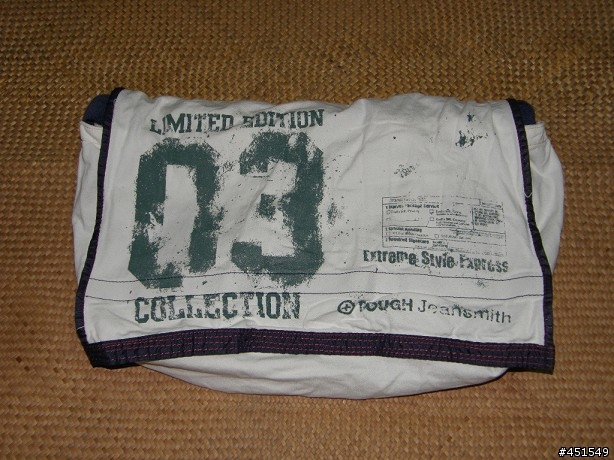 LIMITED EDITION
03
COLLECTION
Extreme Style Express
TOUGH Jeansmith
#451549